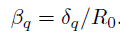 β_q = δ_q/R_0.